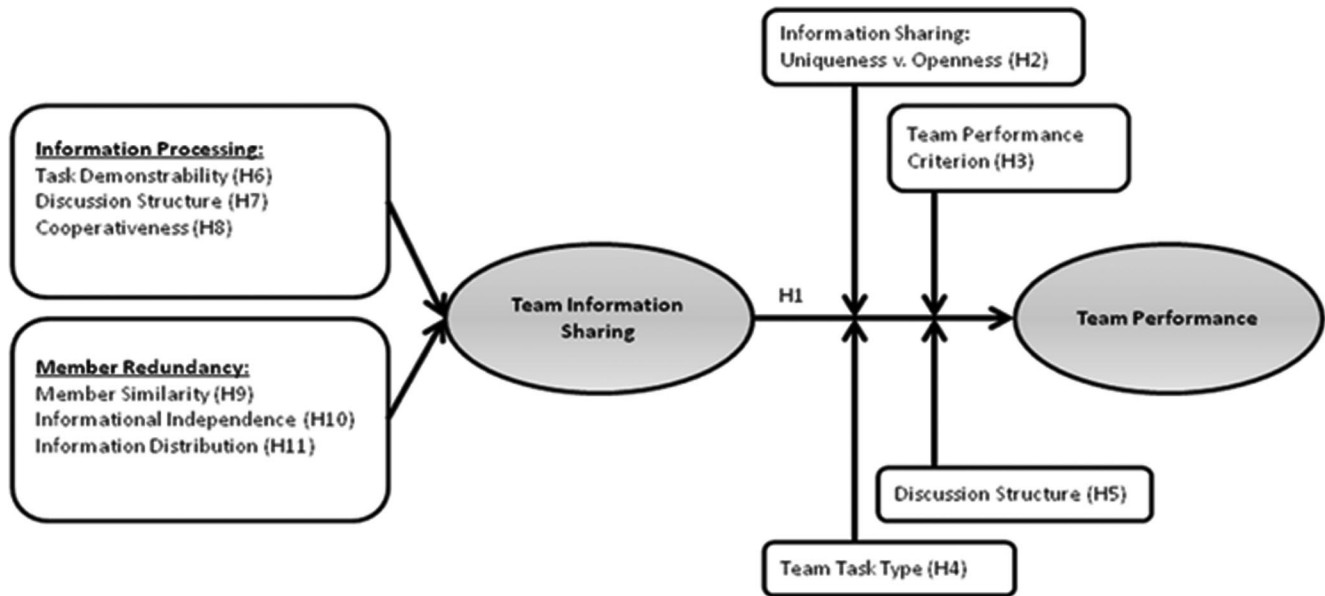 Information Sharing:
Uniqueness v. Openness (H2)
Team Performance
Criterion (H3)
Information Processing:
Task Demonstrability (H6)
Discussion Structure (H7)
Cooperativeness (H8)
Team Information
Sharing
H1
Team Performance
Member Redundancy:
Member Similarity (H9)
Informational Independence (H10)
Information Distribution (H11)
Discussion Structure (H5)
Team Task Type (H4)